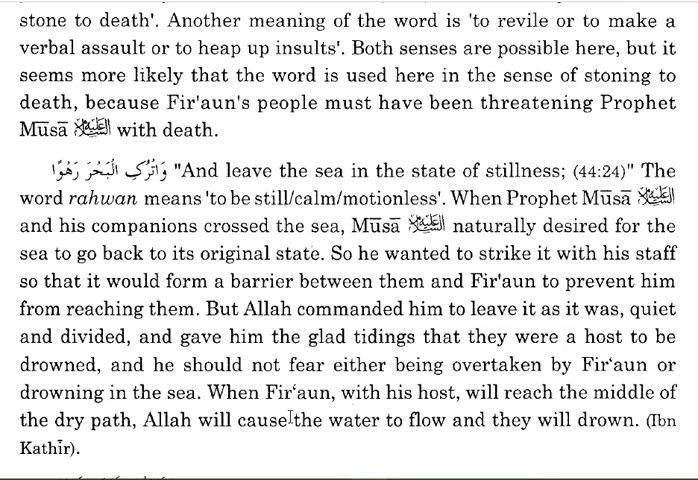 stone to death'. Another meaning of the word is 'to revile or to make a
verbal assault or to heap up insults'. Both senses are possible here, but it
seems more likely that the word is used here in the sense of stoning to
death, because Fir'aun's people must have been threatening Prophet
Mūsā عليه السلام with death.
وَاتْرُكِ الْبَحْرَ رَهْوًا "And leave the sea in the state of stillness; (44:24)" The
word rahwan means 'to be still/calm/motionless'. When Prophet Mūsā عليه السلام
and his companions crossed the sea, Mūsā عليه السلام naturally desired for the
sea to go back to its original state. So he wanted to strike it with his staff
so that it would form a barrier between them and Fir'aun to prevent him
from reaching them. But Allah commanded him to leave it as it was, quiet
and divided, and gave him the glad tidings that they were a host to be
drowned, and he should not fear either being overtaken by Fir‘aun or
drowning in the sea. When Fir‘aun, with his host, will reach the middle of
the dry path, Allah will cause the water to flow and they will drown. (Ibn
Kathīr).